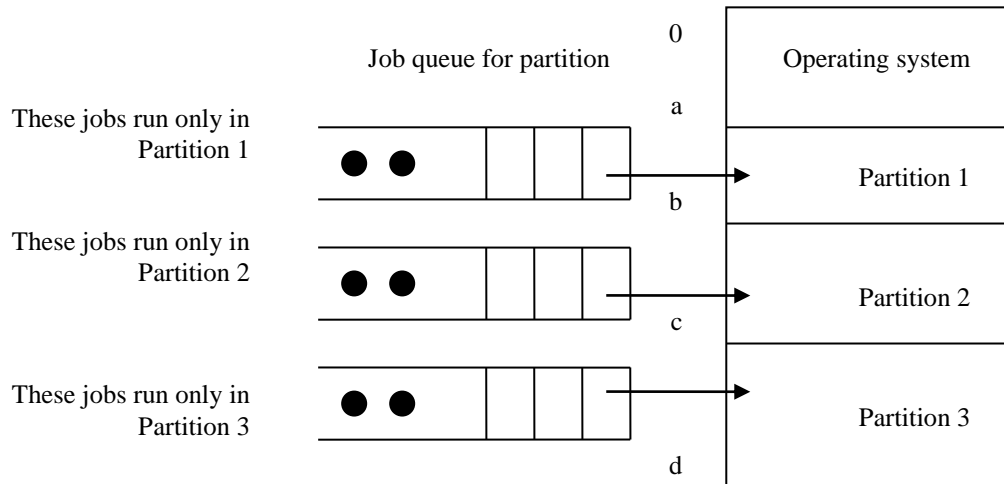 0
Job queue for partition
Operating system
a
These jobs run only in
Partition 1
Partition 1
b
These jobs run only in
Partition 2
Partition 2
c
These jobs run only in
Partition 3
Partition 3
d